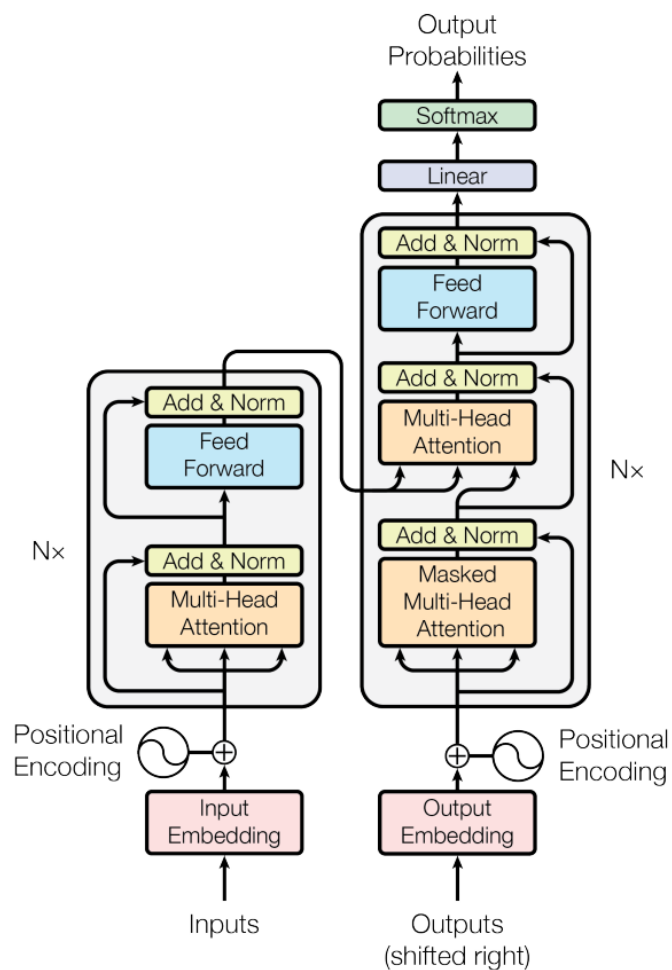 Output
Probabilities
Softmax
Linear
Add & Norm
Feed
Forward
Add & Norm
Multi-Head
Attention
Add & Norm
Masked
Multi-Head
Attention
Nx
Add & Norm
Feed
Forward
Add & Norm
Multi-Head
Attention
Nx
Positional
Encoding
Positional
Encoding
Input
Embedding
Output
Embedding
Inputs
Outputs
(shifted right)